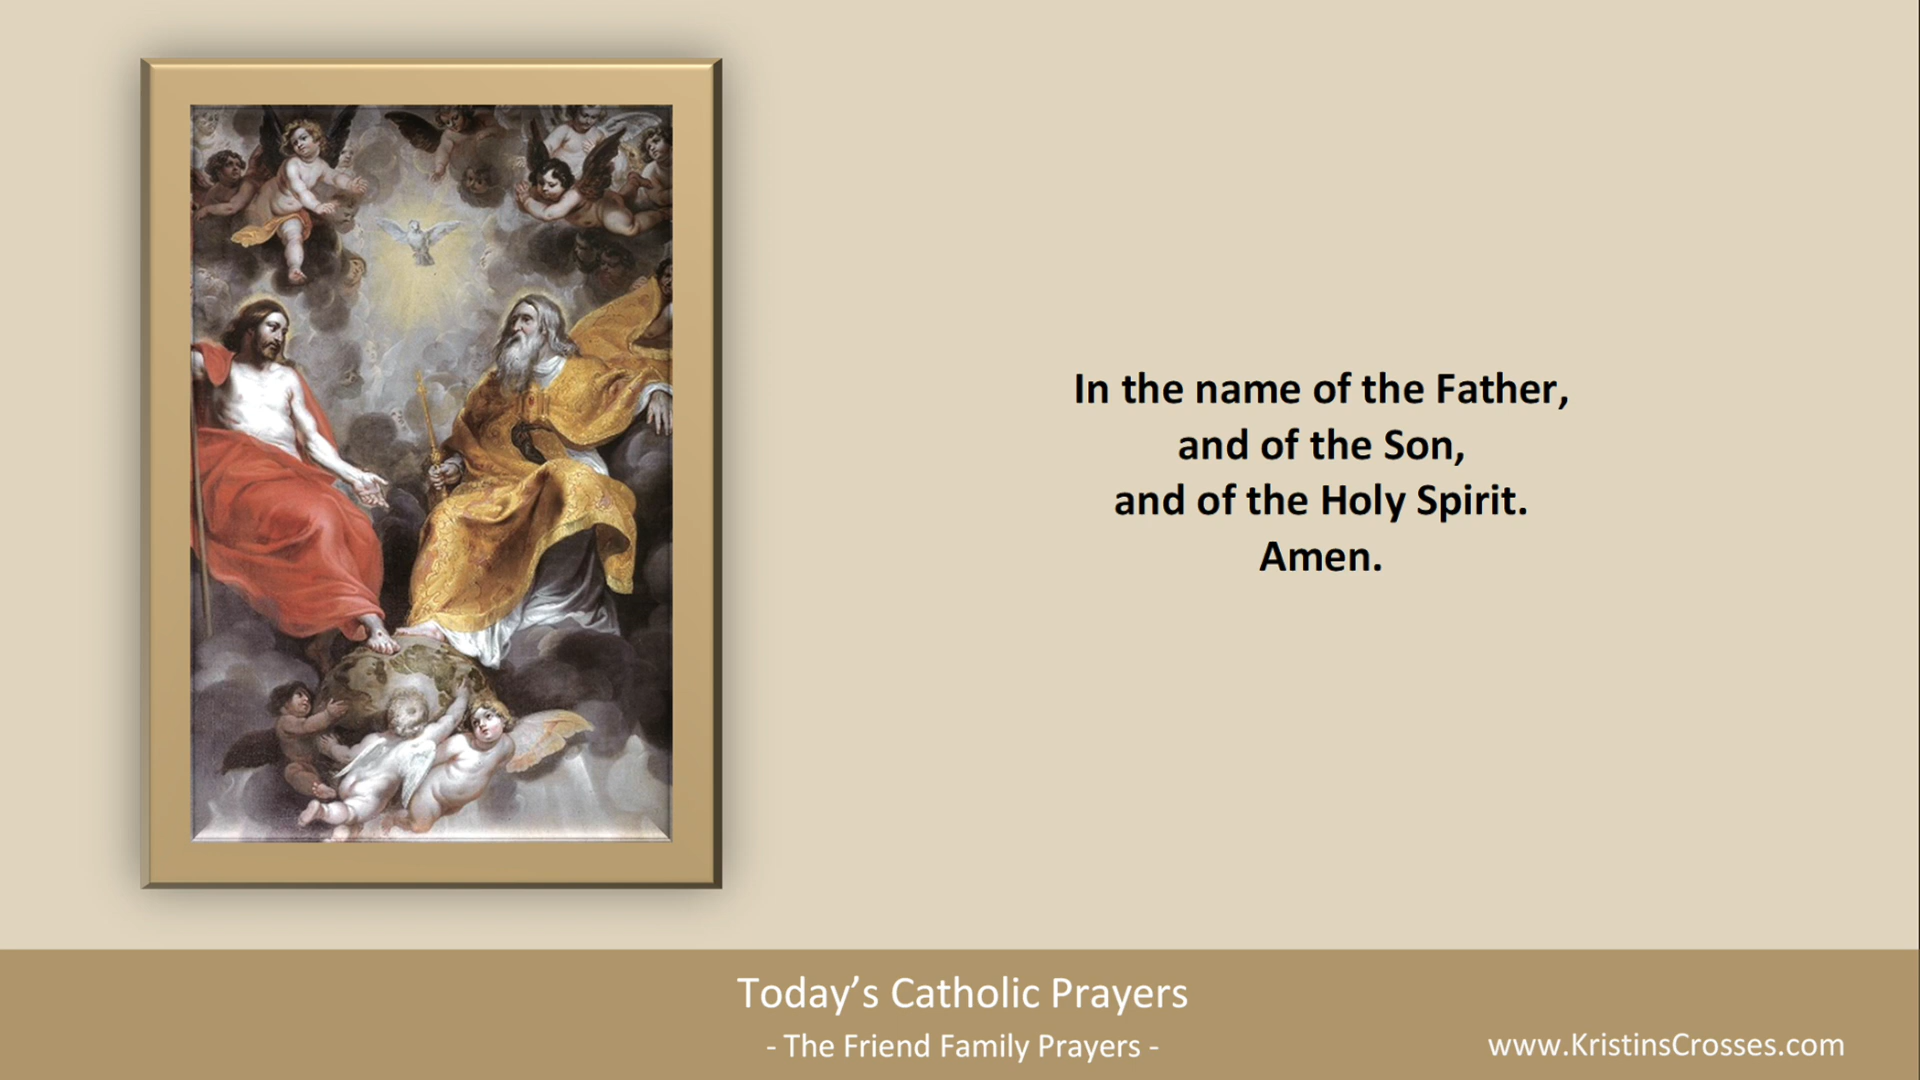 In the name of the Father,
and of the Son,
and of the Holy Spirit.
Amen.
Today’s Catholic Prayers
- The Friend Family Prayers -
www.KristinsCrosses.com